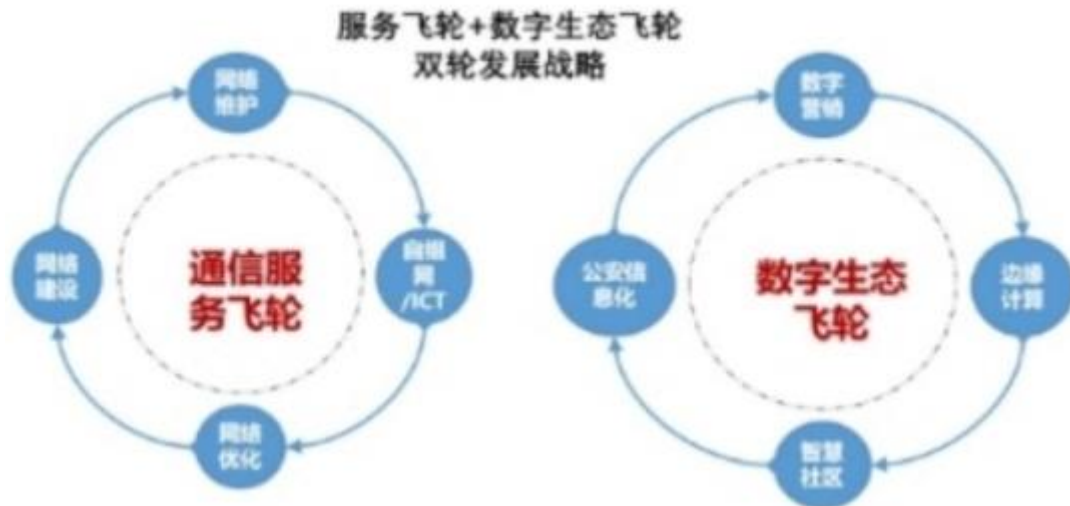 服务飞轮+数字生态飞轮
双轮发展战略
网络
维护
网络
建设
通信服
务飞轮
自组
网
/ICT
网络
优化
数字
营销
公安信
息化
数字生态
飞轮
边缘
计算
智慧
社区